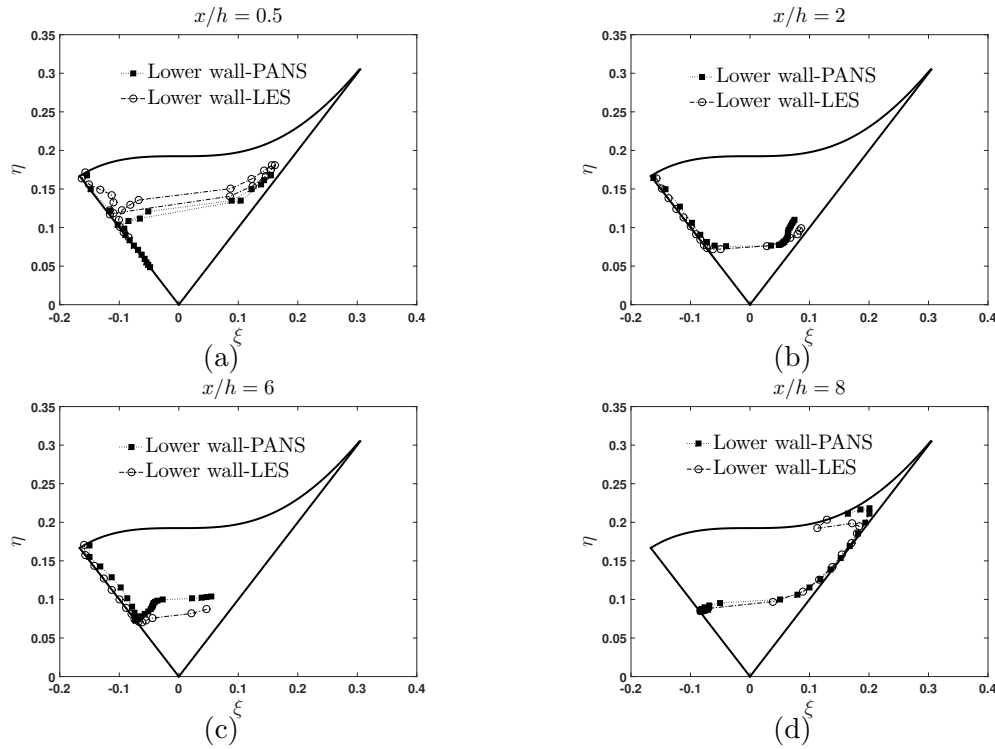 x/h = 0.5
0.35
0.3
0.25
0.2
0.15
0.1
0.05
0
η
Lower wall-PANS
Lower wall-LES
-0.2 -0.1 0 0.1 0.2 0.3 0.4
ξ
(a)
x/h = 2
0.35
0.3
0.25
0.2
0.15
0.1
0.05
0
η
Lower wall-PANS
Lower wall-LES
-0.2 -0.1 0 0.1 0.2 0.3 0.4
ξ
(b)
x/h = 6
0.35
0.3
0.25
0.2
0.15
0.1
0.05
0
η
Lower wall-PANS
Lower wall-LES
-0.2 -0.1 0 0.1 0.2 0.3 0.4
ξ
(c)
x/h = 8
0.35
0.3
0.25
0.2
0.15
0.1
0.05
0
η
Lower wall-PANS
Lower wall-LES
-0.2 -0.1 0 0.1 0.2 0.3 0.4
ξ
(d)